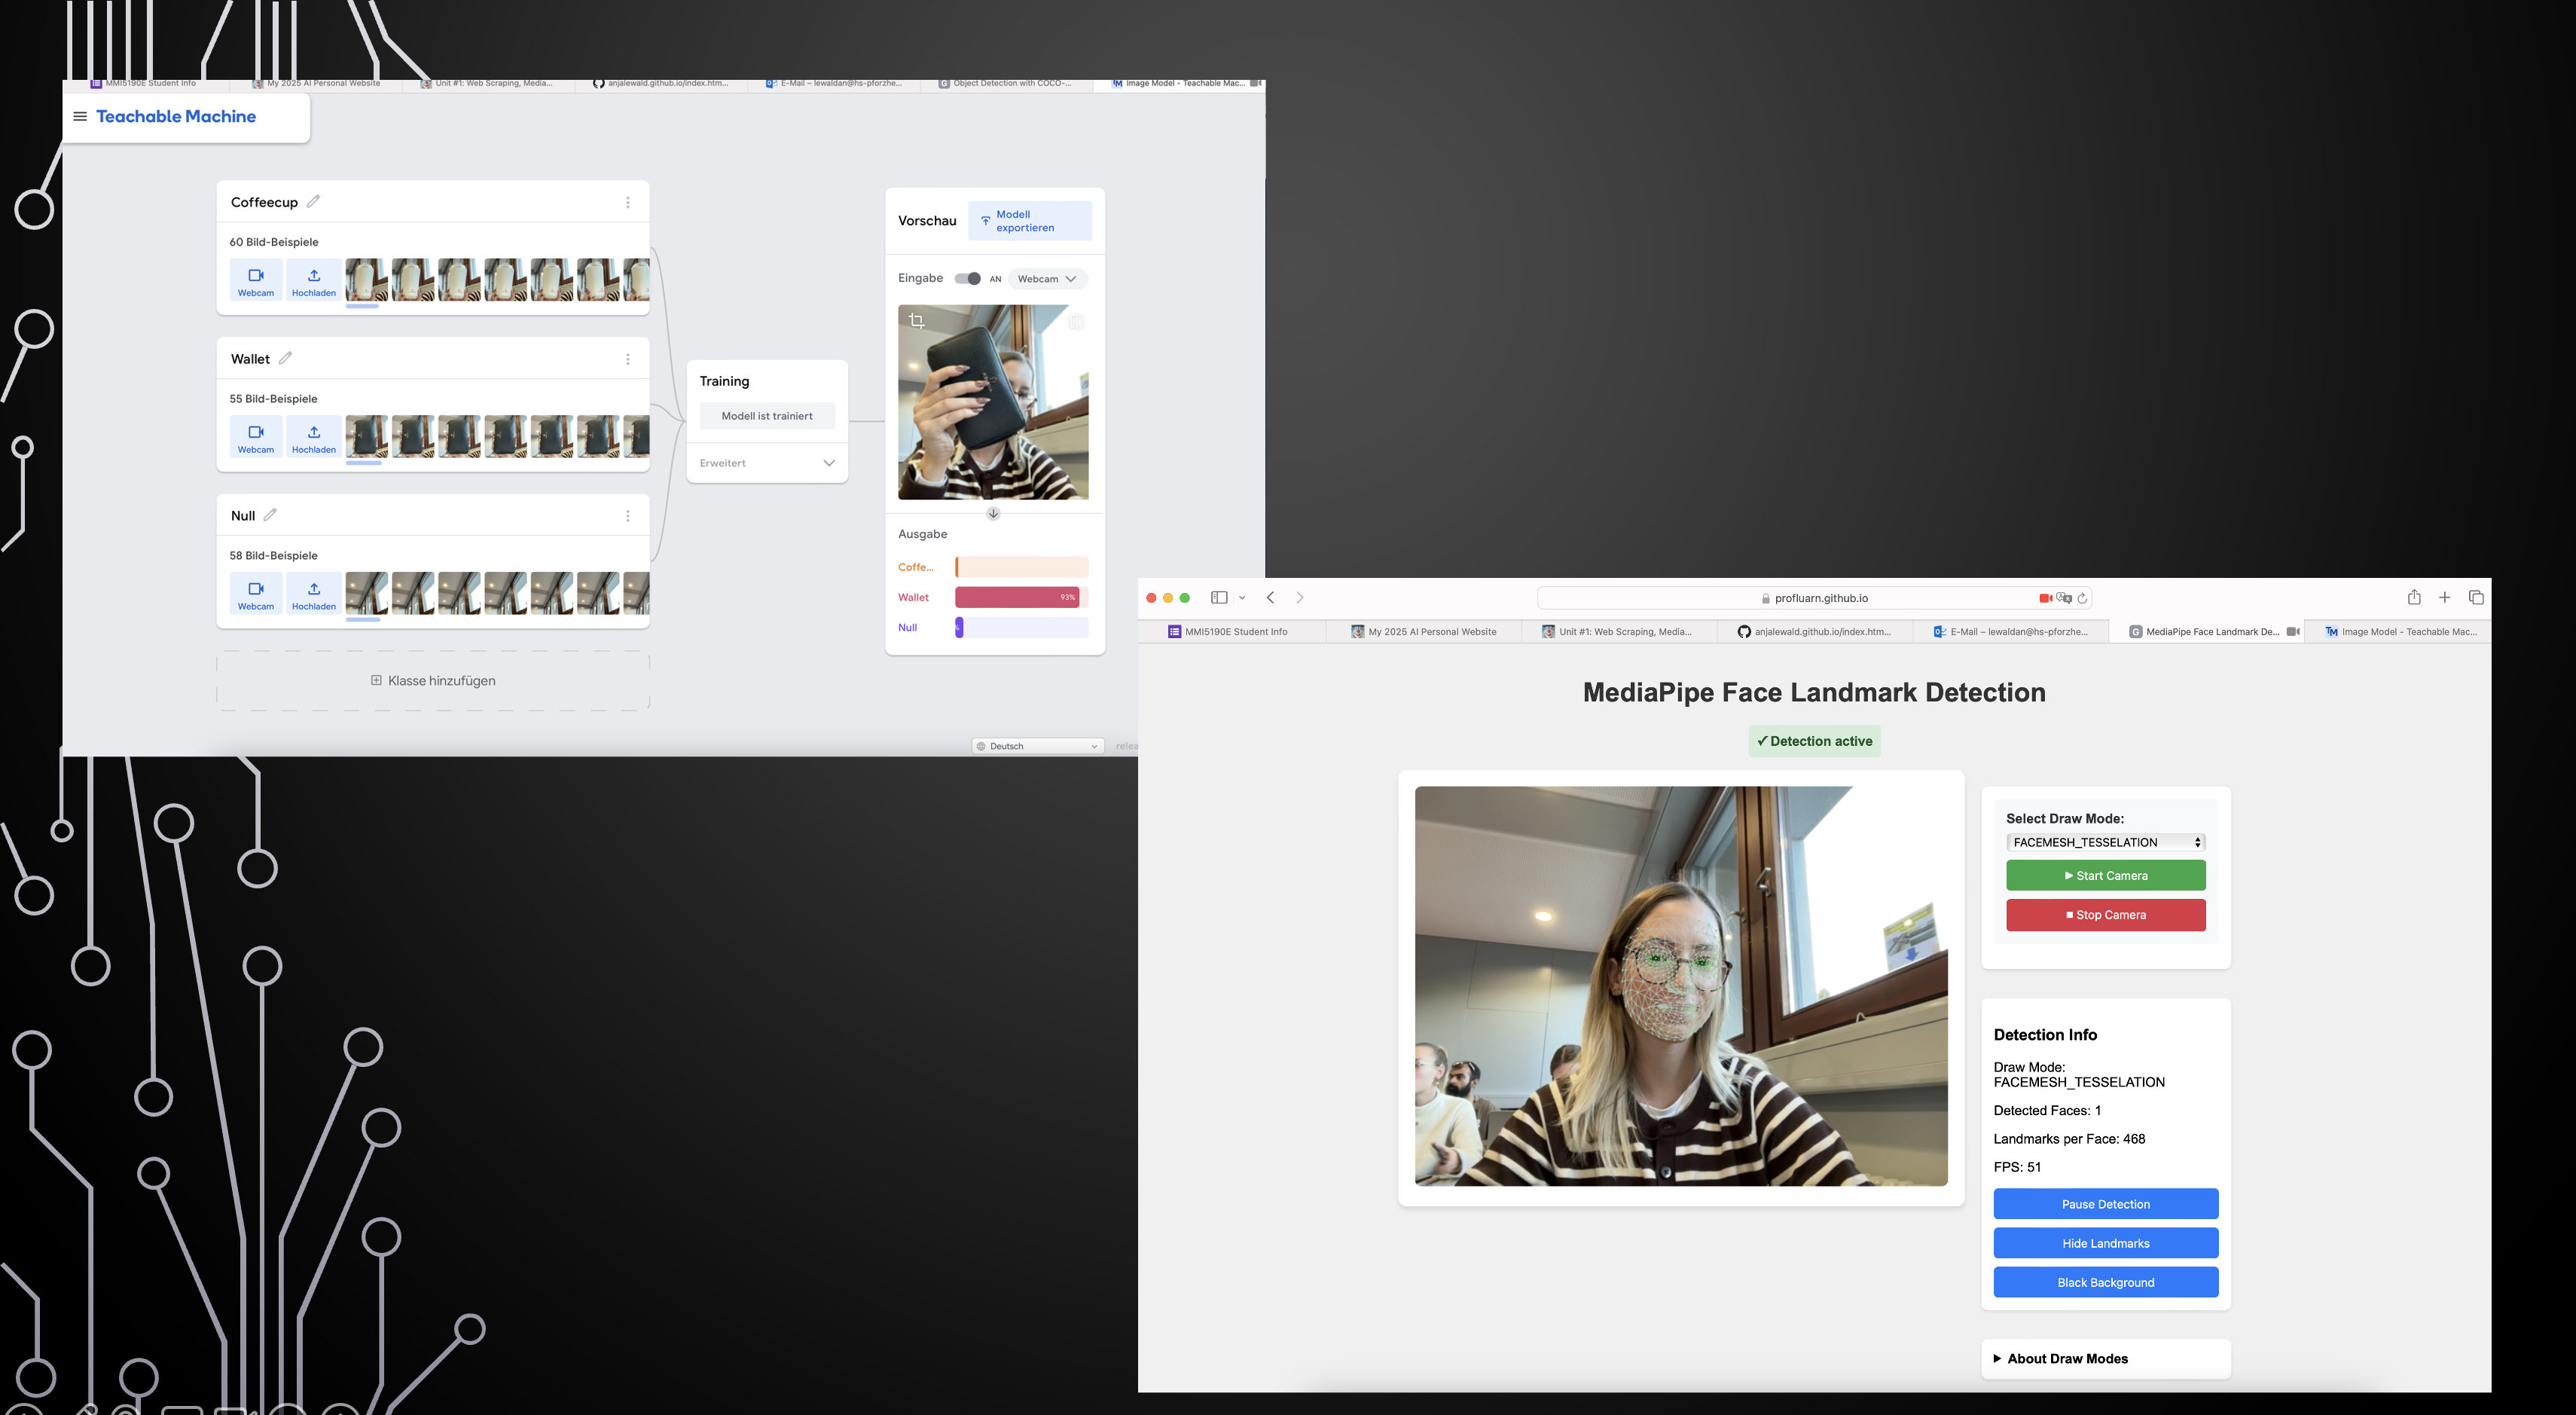 MMI5190E Student Info
My 2025 AI Personal Website
Unit #1: Web Scraping, Media...
anjalewald.github.io/index.htm...
E-Mail – lewaldan@hs-pforzhe...
Object Detection with COCO-...
Image Model - Teachable Mac...
Teachable Machine
Coffeecup
60 Bild-Beispiele
Webcam
Hochladen
Wallet
55 Bild-Beispiele
Webcam
Hochladen
Null
58 Bild-Beispiele
Webcam
Hochladen
Klasse hinzufügen
Training
Modell ist trainiert
Erweitert
Vorschau
Modell
exportieren
Eingabe
AN
Webcam
Ausgabe
Coffe...
Wallet
93%
Null
Deutsch
relea
profluarn.github.io
MMI5190E Student Info
My 2025 AI Personal Website
Unit #1: Web Scraping, Media...
anjalewald.github.io/index.htm...
E-Mail – lewaldan@hs-pforzhe...
MediaPipe Face Landmark De...
Image Model - Teachable Mac...
MediaPipe Face Landmark Detection
✓ Detection active
Select Draw Mode:
FACEMESH_TESSELATION
▶ Start Camera
■ Stop Camera
Detection Info
Draw Mode:
FACEMESH_TESSELATION
Detected Faces: 1
Landmarks per Face: 468
FPS: 51
Pause Detection
Hide Landmarks
Black Background
▶ About Draw Modes